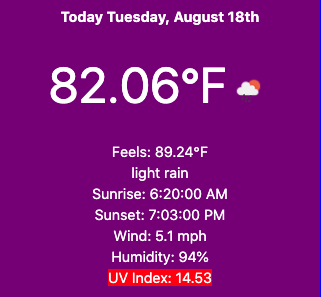 Today Tuesday, August 18th
82.06°F
Feels: 89.24°F
light rain
Sunrise: 6:20:00 AM
Sunset: 7:03:00 PM
Wind: 5.1 mph
Humidity: 94%
UV Index: 14.53